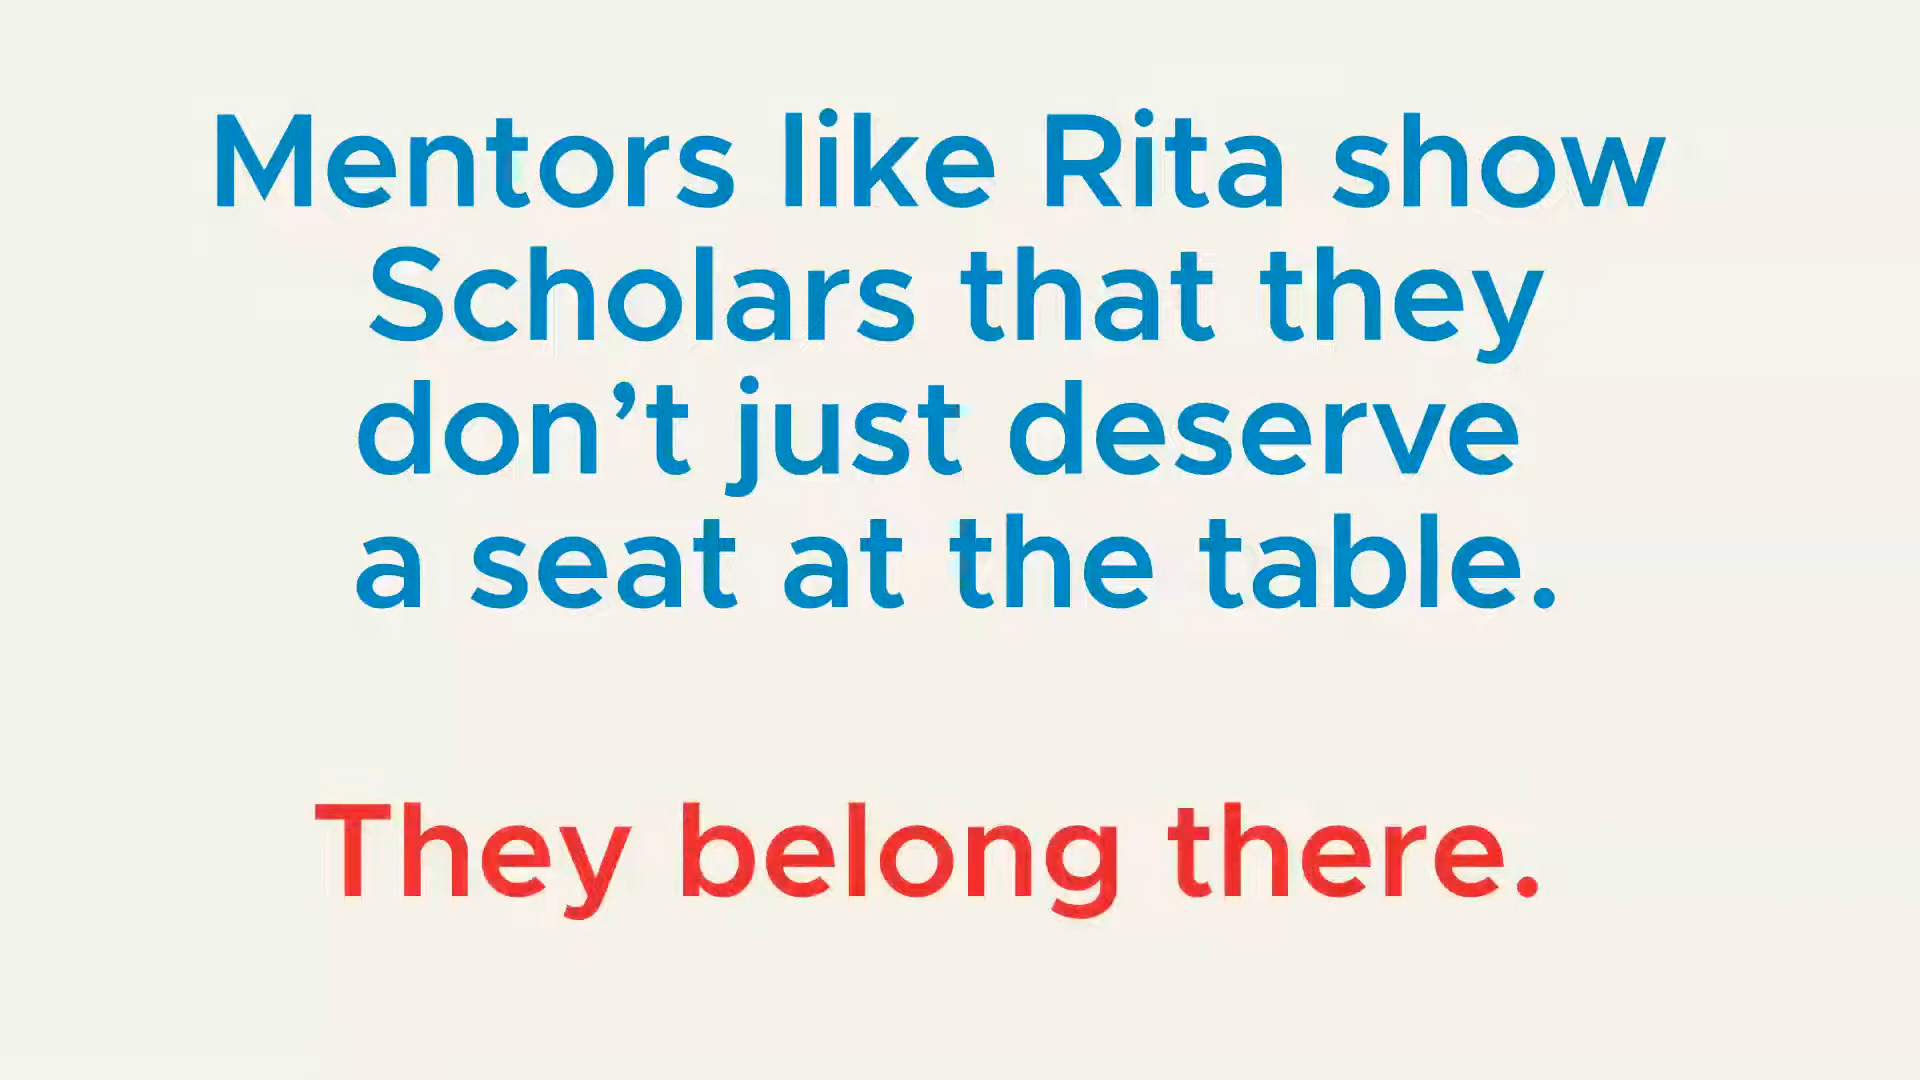 Mentors like Rita show
Scholars that they
don’t just deserve
a seat at the table.
They belong there.